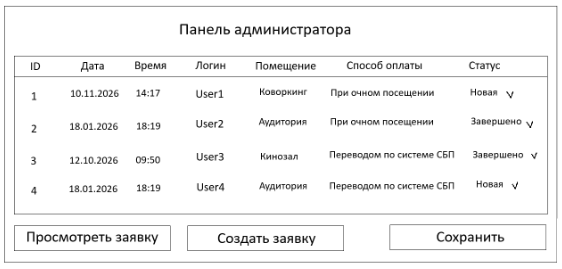 Панель администратора
ID Дата Время Логин Помещение Способ оплаты Статус
1 10.11.2026 14:17 User1 Коворкинг При очном посещении Новая
2 18.01.2026 18:19 User2 Аудитория При очном посещении Завершено
3 12.10.2026 09:50 User3 Кинозал Переводом по системе СБП Завершено
4 18.01.2026 18:19 User4 Аудитория Переводом по системе СБП Новая
Просмотреть заявку Создать заявку Сохранить